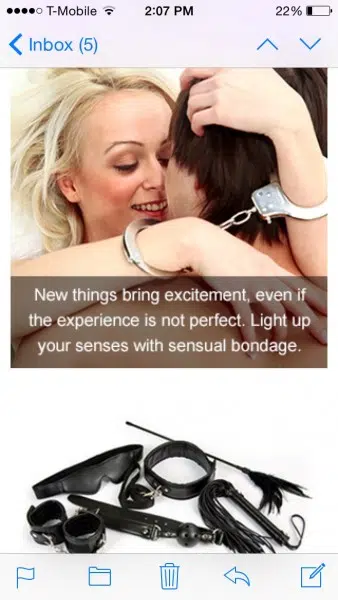 T-Mobile 2:07 PM 22%
Inbox (5)
New things bring excitement, even if
the experience is not perfect. Light up
your senses with sensual bondage.